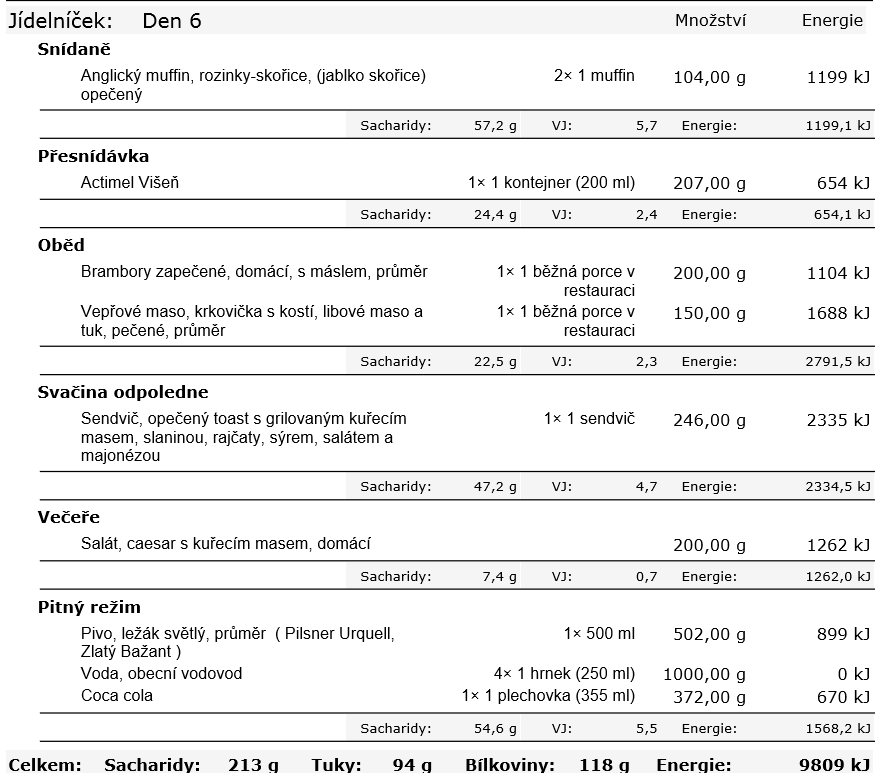 Jídelníček: Den 6 Množství Energie
Snídaně
Anglický muffin, rozinky-skořice, (jablko skořice) 2× 1 muffin 104,00 g 1199 kJ
opečený
Sacharidy: 57,2 g VJ: 5,7 Energie: 1199,1 kJ
Přesnídávka
Actimel Višeň 1× 1 kontejner (200 ml) 207,00 g 654 kJ
Sacharidy: 24,4 g VJ: 2,4 Energie: 654,1 kJ
Oběd
Brambory zapečené, domácí, s máslem, průměr 1× 1 běžná porce v 200,00 g 1104 kJ
restauraci
Vepřové maso, krkovička s kostí, libové maso a 1× 1 běžná porce v 150,00 g 1688 kJ
tuk, pečené, průměr restauraci
Sacharidy: 22,5 g VJ: 2,3 Energie: 2791,5 kJ
Svačina odpoledne
Sendvič, opečený toast s grilovaným kuřecím 1× 1 sendvič 246,00 g 2335 kJ
masem, slaninou, rajčaty, sýrem, salátem a
majonézou
Sacharidy: 47,2 g VJ: 4,7 Energie: 2334,5 kJ
Večeře
Salát, caesar s kuřecím masem, domácí 200,00 g 1262 kJ
Sacharidy: 7,4 g VJ: 0,7 Energie: 1262,0 kJ
Pitný režim
Pivo, ležák světlý, průměr ( Pilsner Urquell, 1× 500 ml 502,00 g 899 kJ
Zlatý Bažant )
Voda, obecní vodovod 4× 1 hrnek (250 ml) 1000,00 g 0 kJ
Coca cola 1× 1 plechovka (355 ml) 372,00 g 670 kJ
Sacharidy: 54,6 g VJ: 5,5 Energie: 1568,2 kJ
Celkem: Sacharidy: 213 g Tuky: 94 g Bílkoviny: 118 g Energie: 9809 kJ